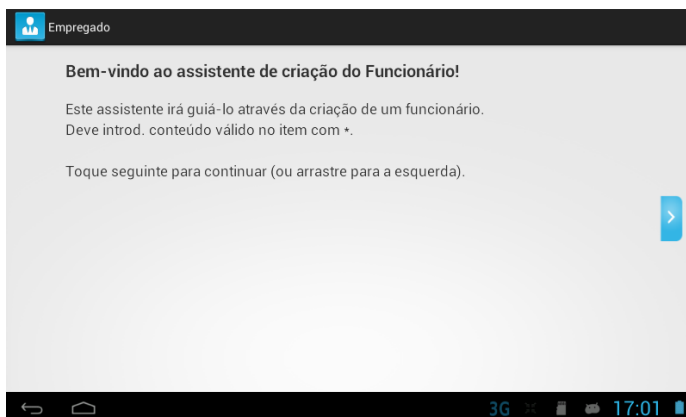 Empregado
Bem-vindo ao assistente de criação do Funcionário!
Este assistente irá guiá-lo através da criação de um funcionário.
Deve introd. conteúdo válido no item com *.
Toque seguinte para continuar (ou arrastre para a esquerda).
3G 17:01